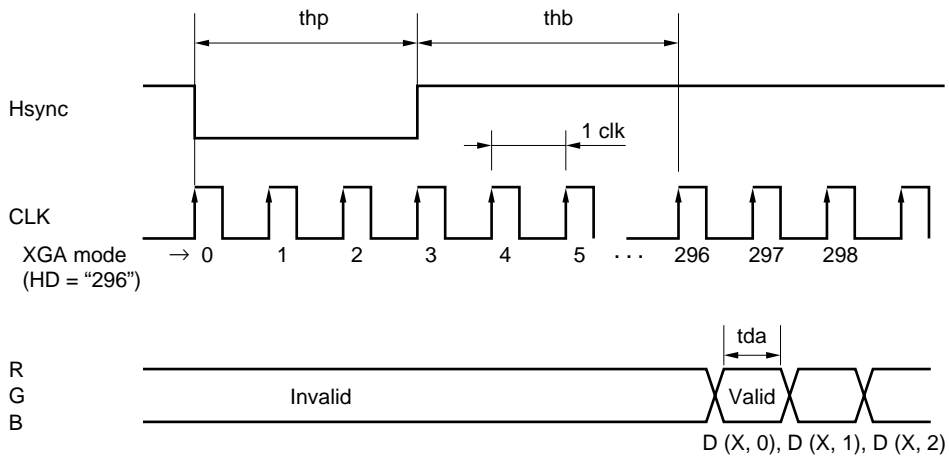 thp thb
Hsync
1 clk
CLK
XGA mode → 0 1 2 3 4 5 ··· 296 297 298
(HD = “296”)
tda
R
G Invalid Valid
B
D (X, 0), D (X, 1), D (X, 2)